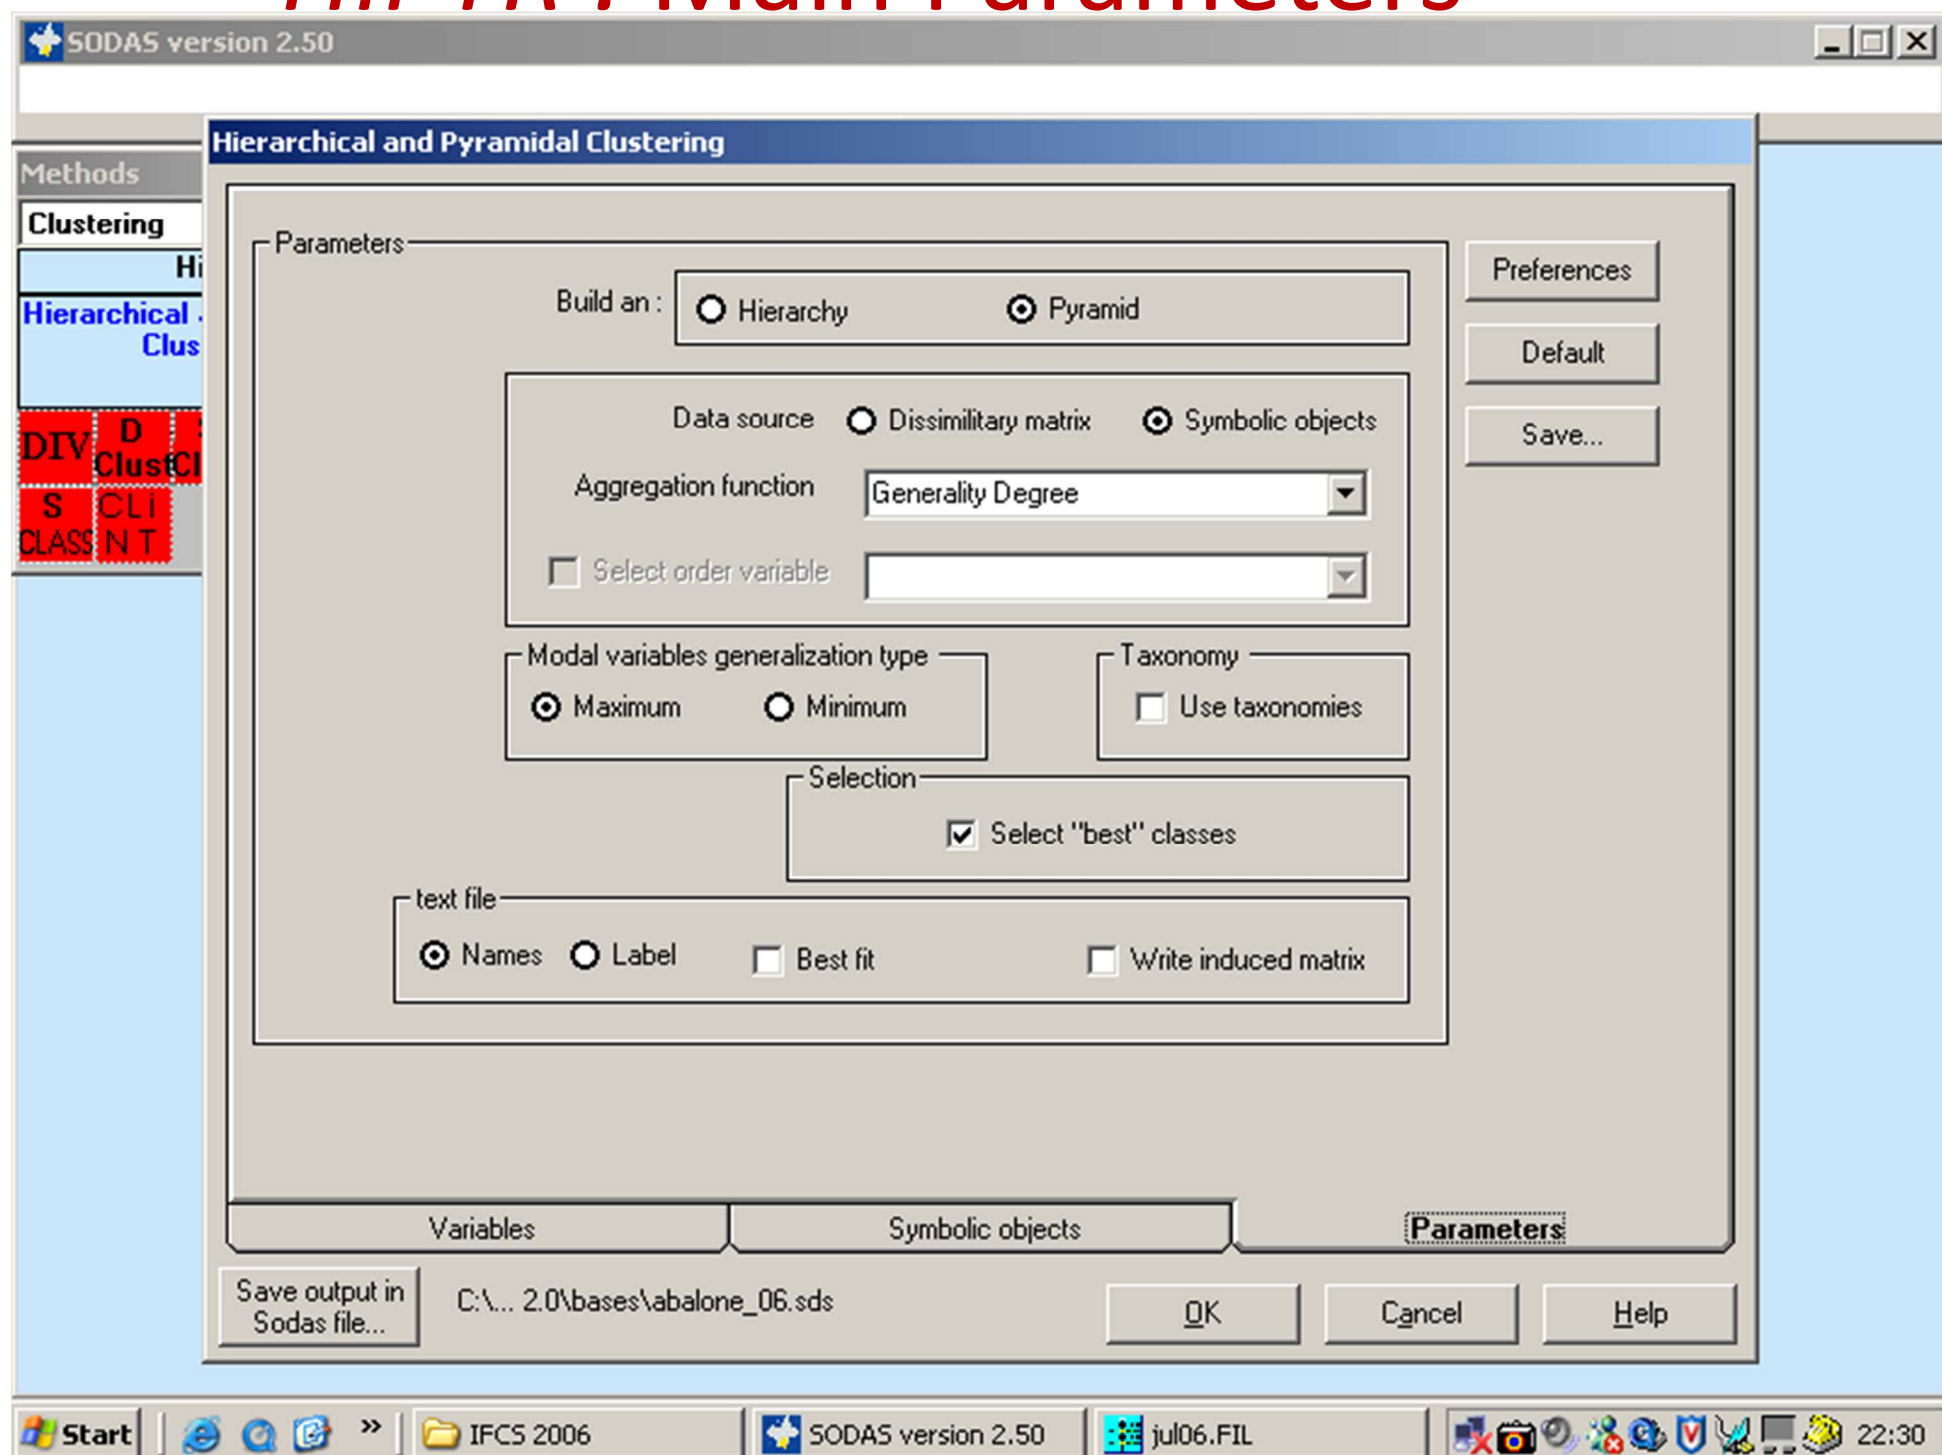 : Main Parameters
SODAS version 2.50
Hierarchical and Pyramidal Clustering
Methods
Clustering
Hi
Hierarchical
Clus
DIV D Clust Cl
S CLASS CLiNT
Parameters
Build an : Hierarchy Pyramid
Data source Dissimilitary matrix Symbolic objects
Aggregation function Generality Degree
Select order variable
Modal variables generalization type
Maximum Minimum
Taxonomy
Use taxonomies
Selection
Select "best" classes
text file
Names Label Best fit Write induced matrix
Preferences
Default
Save...
Variables Symbolic objects Parameters
Save output in
Sodas file...
C:\... 2.0\bases\abalone_06.sds
OK Cancel Help
Start » IFCS 2006 SODAS version 2.50 jul06.FIL 22:30